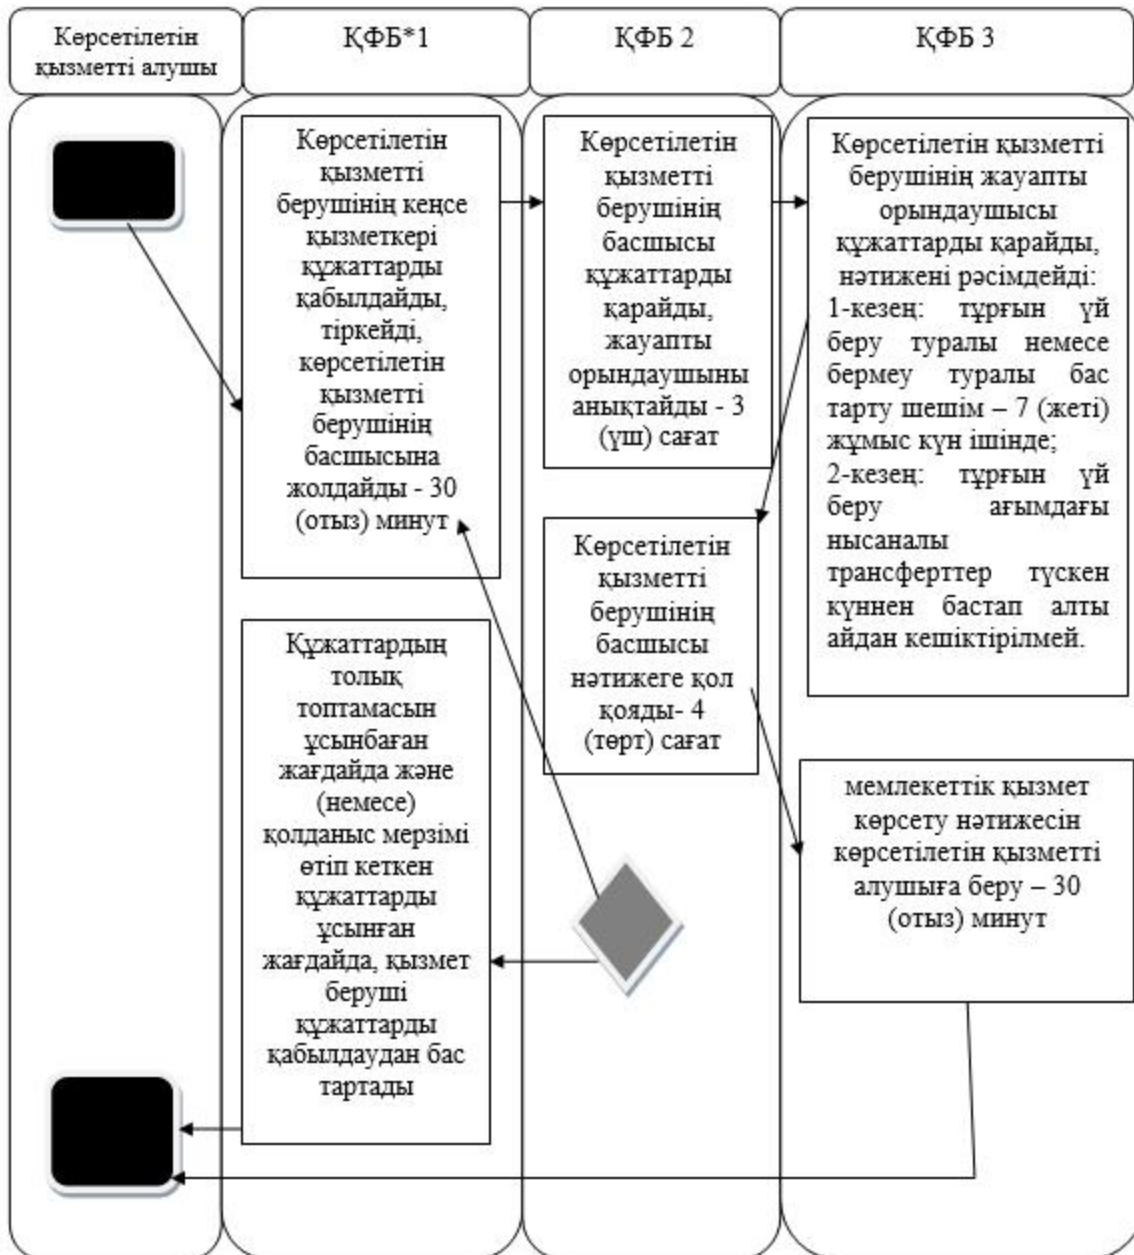 Көрсетілетін
қызметті алушы
ҚФБ*1
ҚФБ 2
ҚФБ 3
Көрсетілетін
қызметті
берушінің кеңсе
қызметкері
құжаттарды
қабылдайды,
тіркейді,
көрсетілетін
қызметті
берушінің
басшысына
жолдайды - 30
(отыз) минут
Көрсетілетін
қызметті
берушінің
басшысы
құжаттарды
қарайды,
жауапты
орындаушыны
анықтайды - 3
(үш) сағат
Көрсетілетін қызметті
берушінің жауапты
орындаушысы
құжаттарды қарайды,
нәтижені рәсімдейді:
1-кезең: тұрғын үй
беру туралы немесе
бермеу туралы бас
тарту шешім – 7 (жеті)
жұмыс күн ішінде;
2-кезең: тұрғын үй
беру ағымдағы
нысаналы
трансферттер түскен
күннен бастап алты
айдан кешіктірілмей.
Көрсетілетін
қызметті
берушінің
басшысы
нәтижеге қол
қояды- 4
(төрт) сағат
Құжаттардың
толық
топтамасын
ұсынбаған
жағдайда және
(немесе)
қолданыс мерзімі
өтіп кеткен
құжаттарды
ұсынған
жағдайда, қызмет
беруші
құжаттарды
қабылдаудан бас
тартады
мемлекеттік қызмет
көрсету нәтижесін
көрсетілетін қызметті
алушыға беру – 30
(отыз) минут